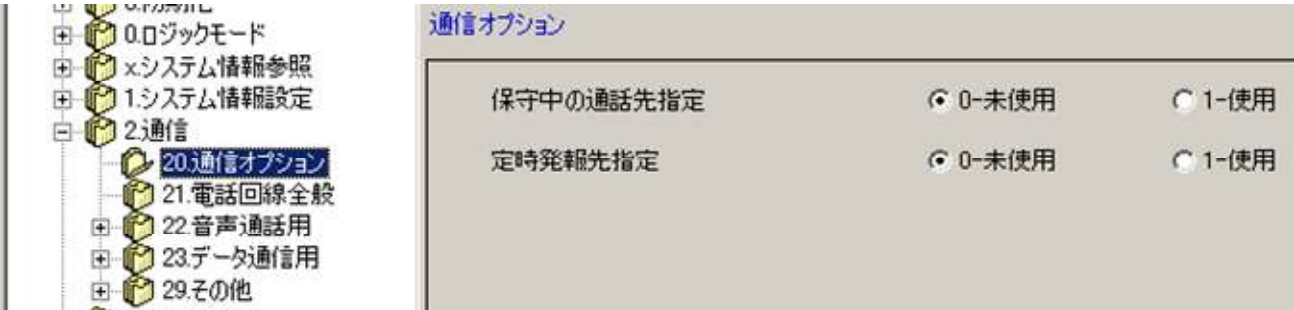 0.ロジックモード
x.システム情報参照
1.システム情報設定
2.通信
20.通信オプション
21.電話回線全般
22.音声通話用
23.データ通信用
29.その他
通信オプション
保守中の通話先指定 0-未使用 1-使用
定時発報先指定 0-未使用 1-使用